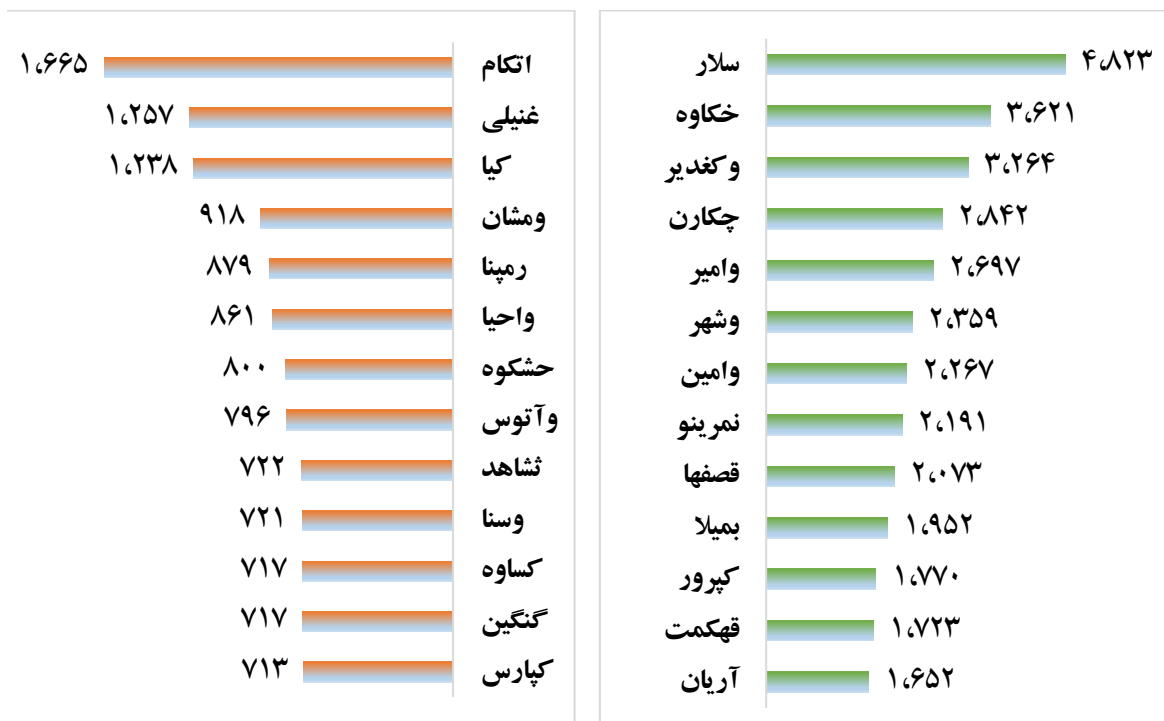 سلار ۴،۸۲۳
خکاوه ۳،۶۲۱
وکغدیر ۳،۲۶۴
چکارن ۲،۸۴۲
وامیر ۲،۶۹۷
وشهر ۲،۳۵۹
وامین ۲،۲۶۷
نمرینو ۲،۱۹۱
قصفها ۲،۰۷۳
بمیلا ۱،۹۵۲
کپرور ۱،۷۷۰
قهکمت ۱،۷۲۳
آریان ۱،۶۵۲
اتکام ۱،۶۶۵
غنیلی ۱،۲۵۷
کیا ۱،۲۳۸
ومشان ۹۱۸
رمپنا ۸۷۹
واحیا ۸۶۱
حشکوه ۸۰۰
وآتوس ۷۹۶
ثشاهد ۷۲۲
وسنا ۷۲۱
کساوه ۷۱۷
گنگین ۷۱۷
کپارس ۷۱۳